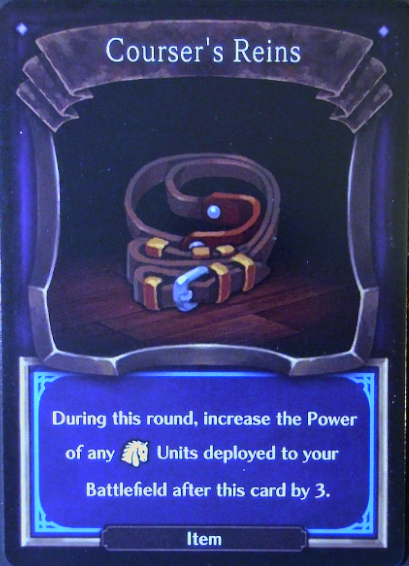 Courser's Reins
During this round, increase the Power
of any Units deployed to your
Battlefield after this card by 3.
Item